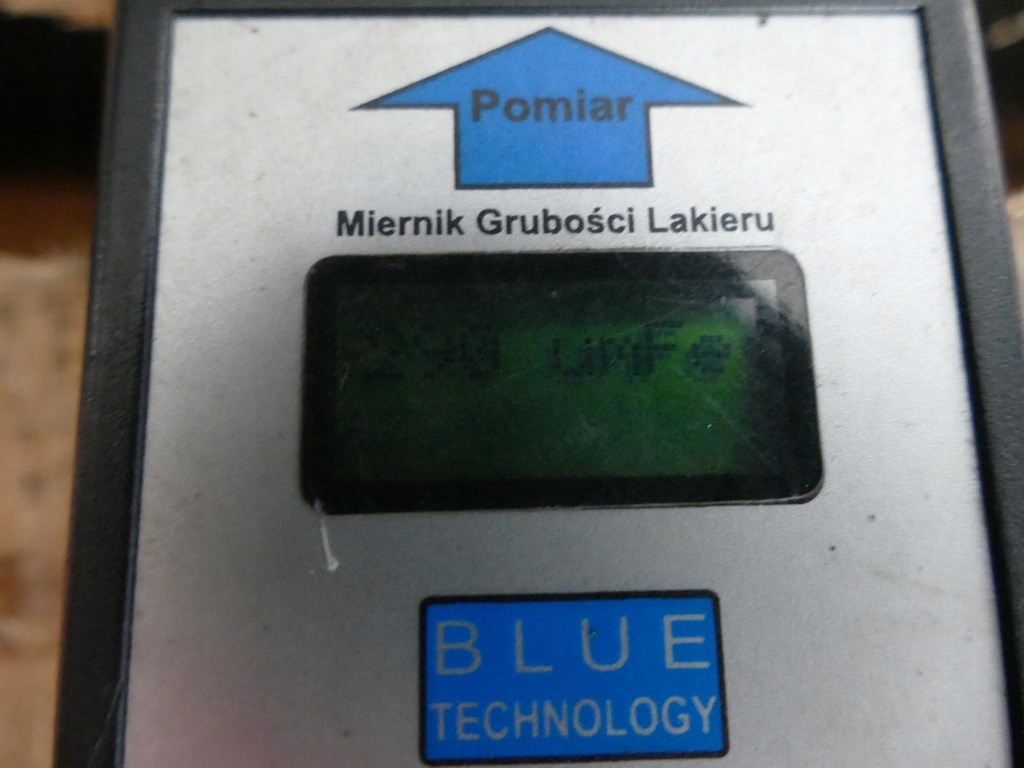 Pomiar
Miernik Grubości Lakieru
290 umFe
BLUE
TECHNOLOGY